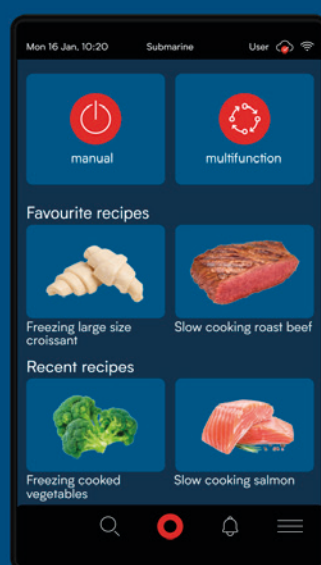 Mon 16 Jan, 10:20 Submarine User
manual multifunction
Favourite recipes
Freezing large size
croissant
Slow cooking roast beef
Recent recipes
Freezing cooked
vegetables
Slow cooking salmon